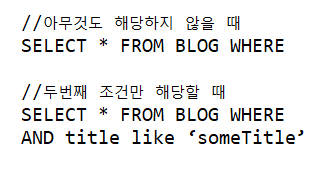 //아무것도 해당하지 않을 때
SELECT * FROM BLOG WHERE
//두번째 조건만 해당할 때
SELECT * FROM BLOG WHERE
AND title like ‘someTitle’